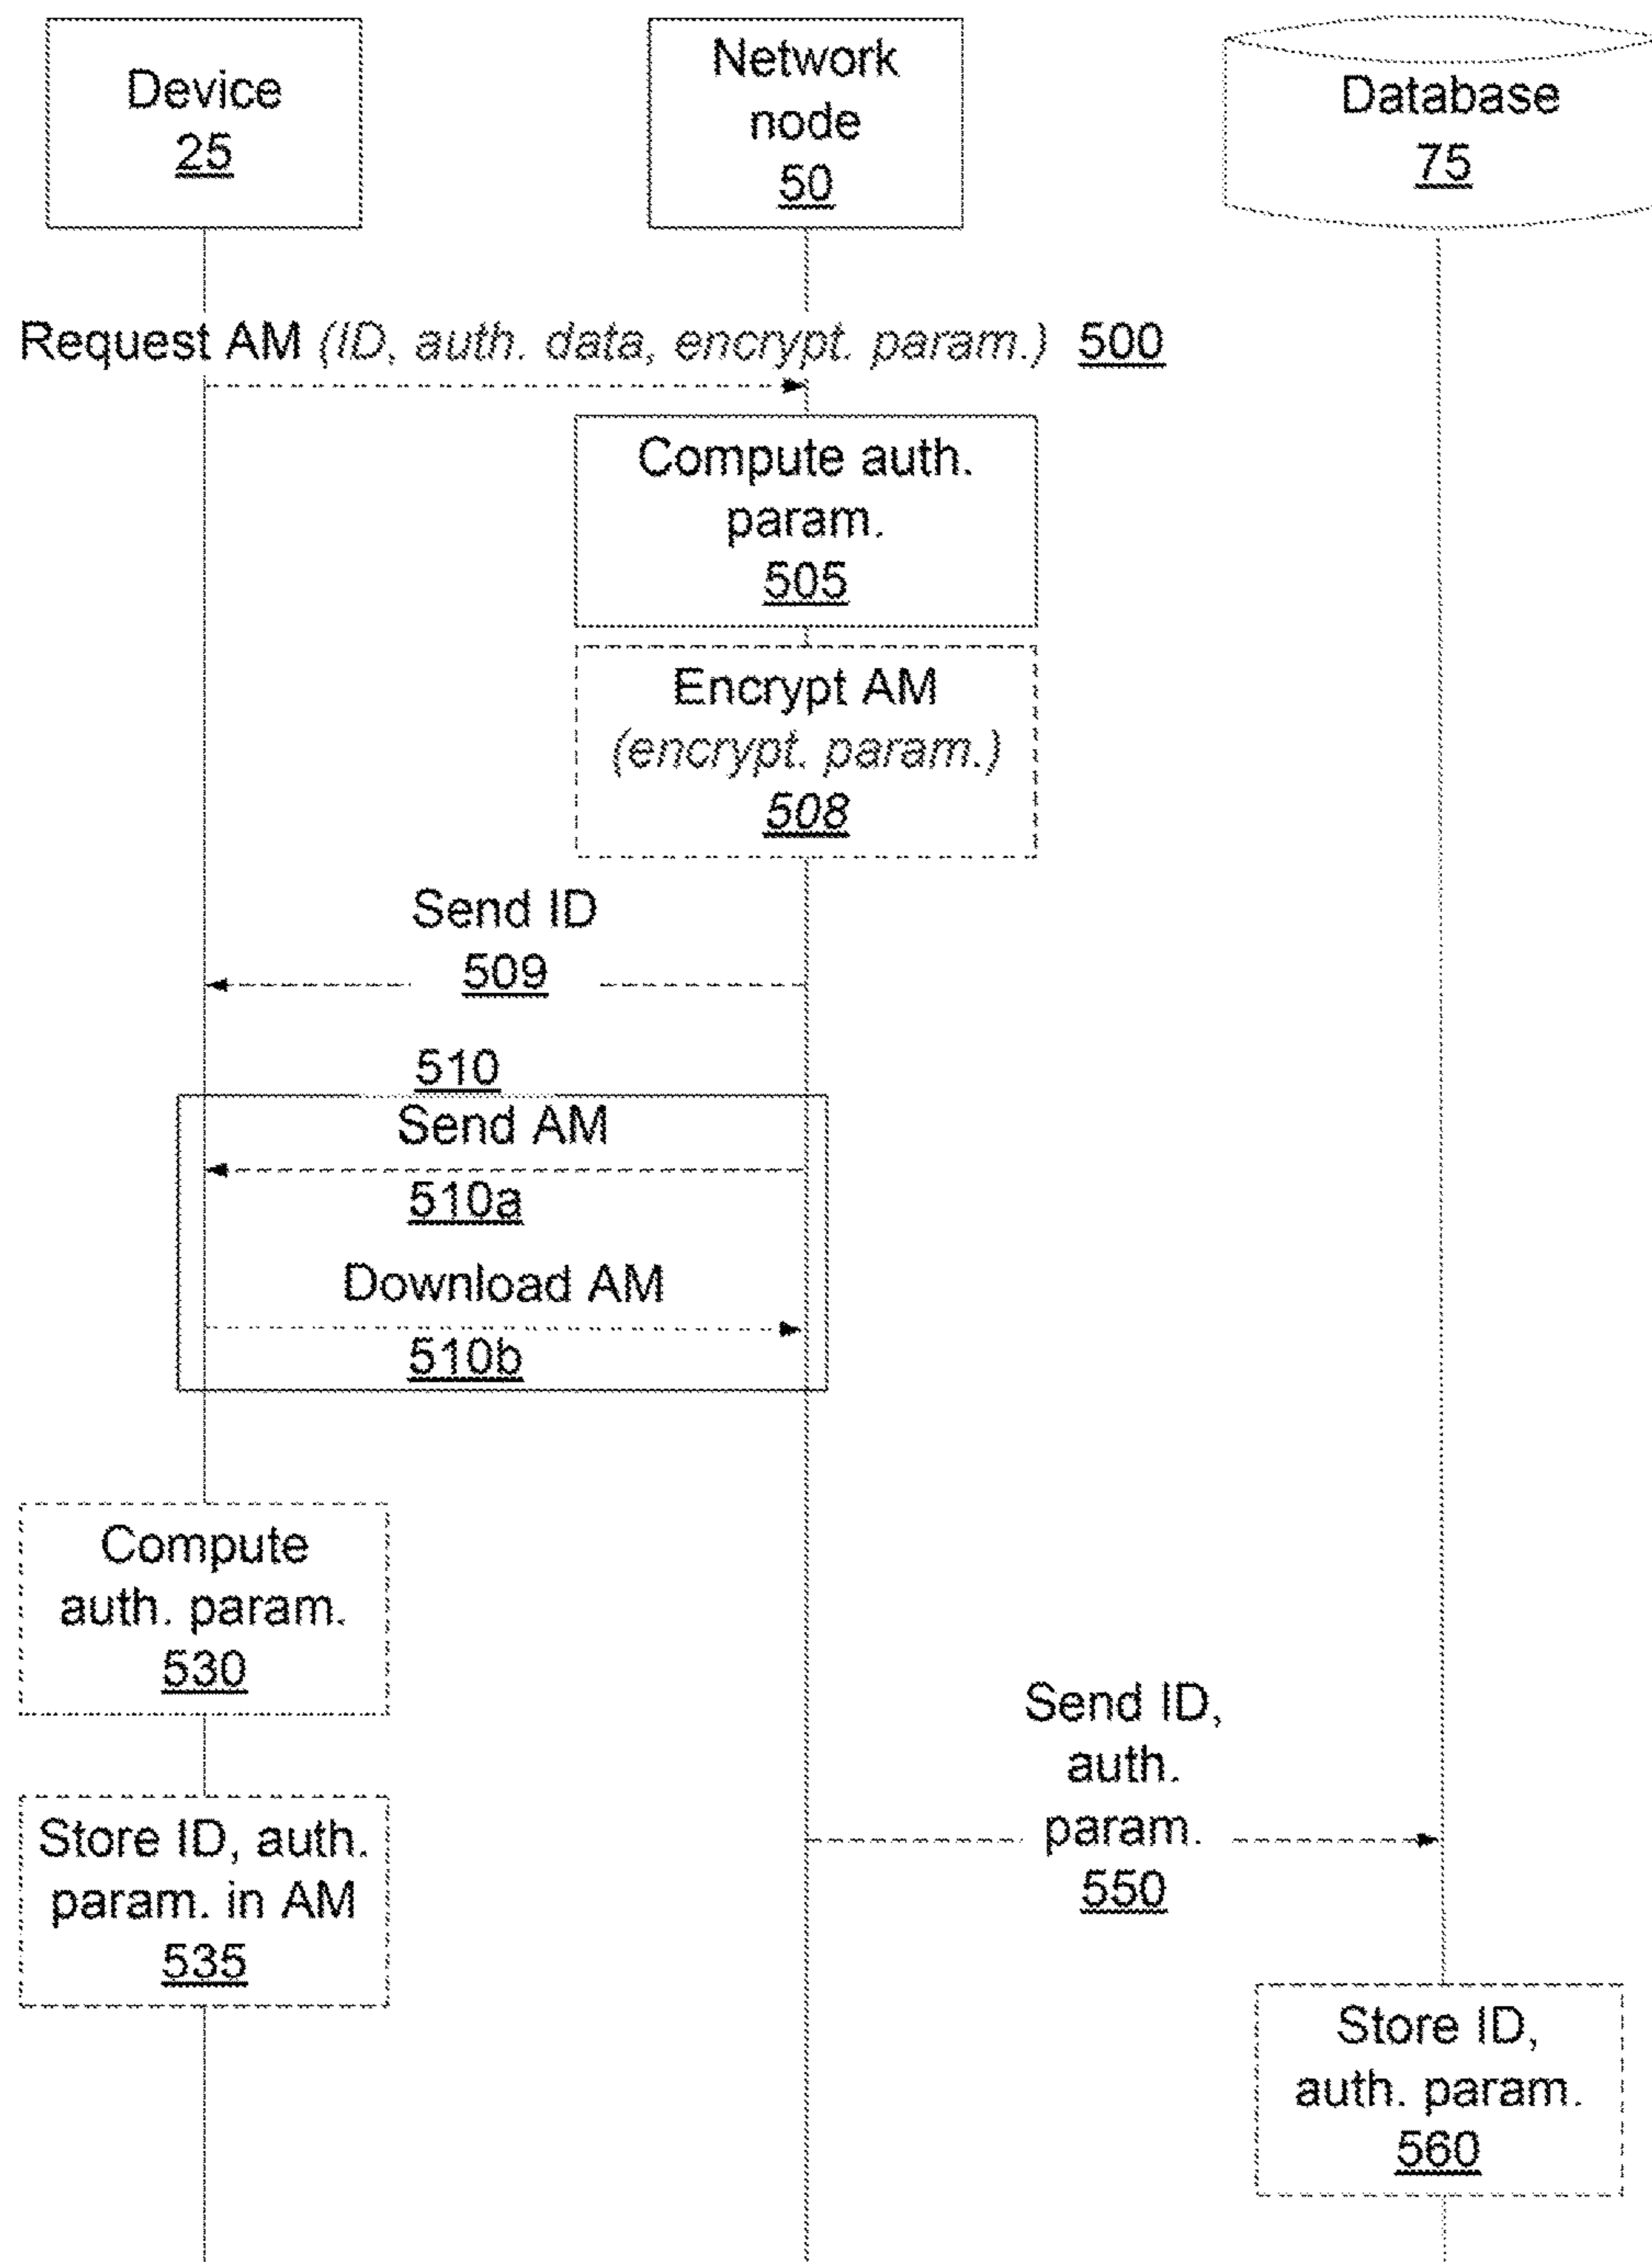 Device
25
Network
node
50
Database
75
Request AM (ID, auth. data, encrypt. param.) 500
Compute auth.
param.
505
Encrypt AM
(encrypt. param.)
508
Send ID
509
510
Send AM
510a
Download AM
510b
Compute
auth. param.
530
Send ID,
auth.
param.
550
Store ID, auth.
param. in AM
535
Store ID,
auth. param.
560